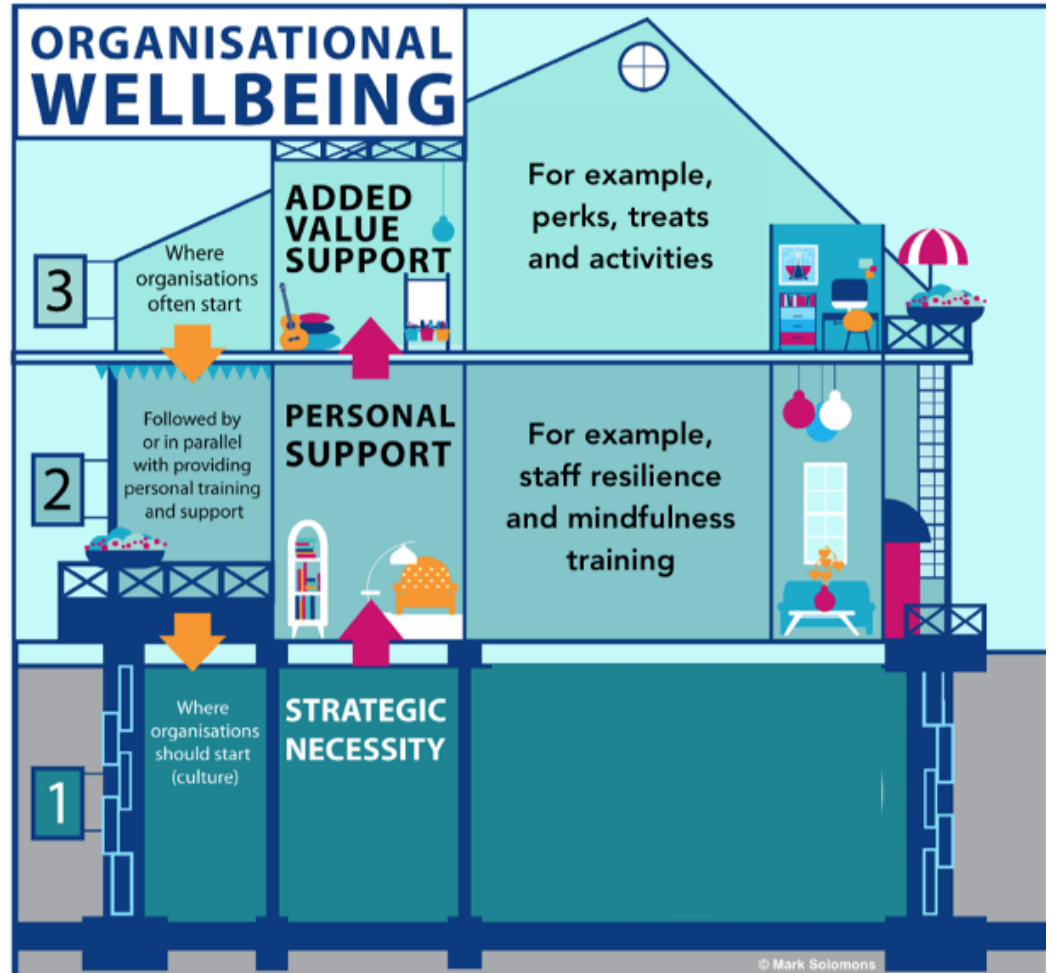 ORGANISATIONAL
WELLBEING
3
Where
organisations
often start
ADDED
VALUE
SUPPORT
For example,
perks, treats
and activities
2
Followed by
or in parallel
with providing
personal training
and support
PERSONAL
SUPPORT
For example,
staff resilience
and mindfulness
training
1
Where
organisations
should start
(culture)
STRATEGIC
NECESSITY
© Mark Solomons